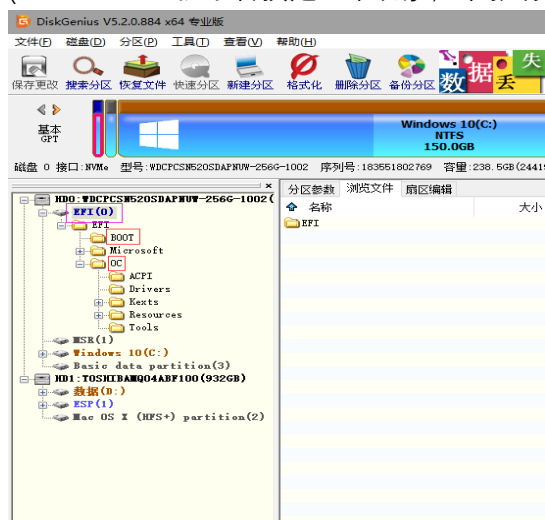 DiskGenius V5.2.0.884 x64 专业版
文件(F) 磁盘(D) 分区(P) 工具(T) 查看(V) 帮助(H)
保存更改 搜索分区 恢复文件 快速分区 新建分区 格式化 删除分区 备份分区 数 据 丢 失
基本
GPT
Windows 10(C:)
NTFS
150.0GB
磁盘 0 接口:NVMe 型号:WDCPCSN520SDAPNUW-256G-1002 序列号:183551802769 容量:238.5GB(24419
HD0:WDCPCSN520SDAPNUW-256G-1002(
EFI(0)
EFI
BOOT
Microsoft
OC
ACPI
Drivers
Kexts
Resources
Tools
MSR(1)
Windows 10(C:)
Basic data partition(3)
HD1:TOSHIBAMQ04ABF100(932GB)
数据(D:)
ESP(1)
Mac OS X (HFS+) partition(2)
分区参数 浏览文件 扇区编辑
名称 大小
EFI